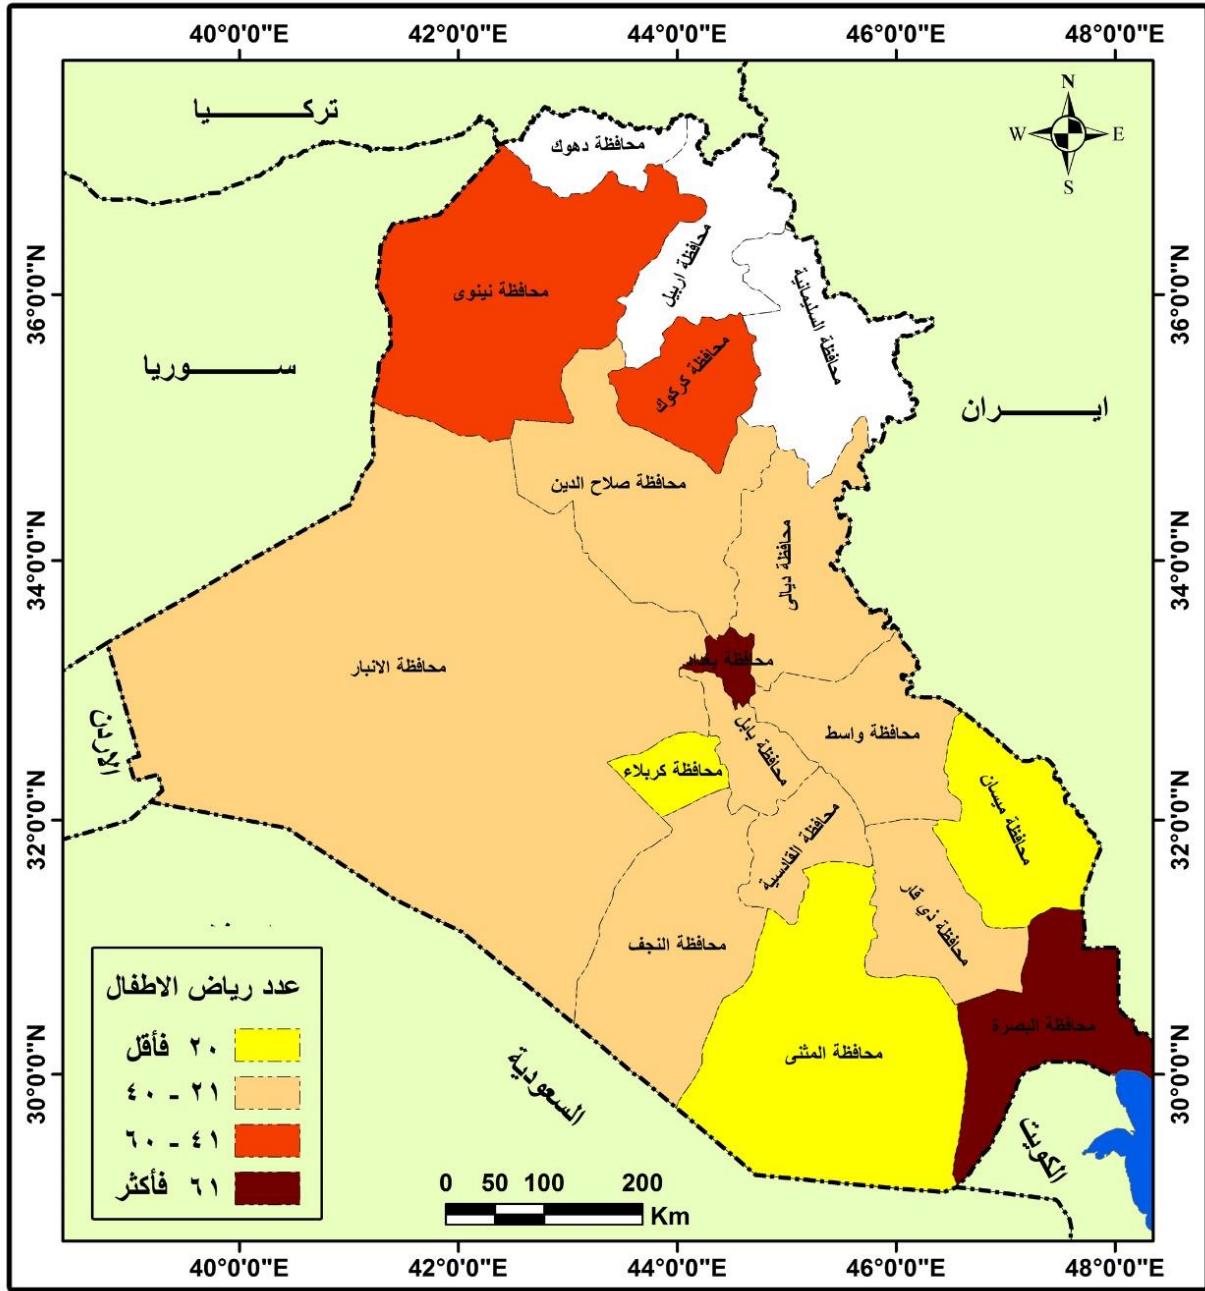 40°0'0"E
42°0'0"E
44°0'0"E
46°0'0"E
48°0'0"E
N
W
E
S
تركـــــــيا
محافظة دهوك
محافظة اربيل
محافظة نينوى
محافظة السليمانية
36°0'0"N
36°0'0"N
محافظة كركوك
ســــــوريا
ايــــــران
محافظة صلاح الدين
محافظة ديالى
34°0'0"N
34°0'0"N
محافظة بغداد
محافظة الانبار
الاردن
محافظة واسط
محافظة بابل
محافظة كربلاء
محافظة ميسان
32°0'0"N
32°0'0"N
محافظة القادسية
محافظة ذي قار
محافظة النجف
محافظة البصرة
محافظة المثنى
30°0'0"N
30°0'0"N
السعودية
الكويت
عدد رياض الاطفال
٢٠ فأقل
٢١ - ٤٠
٤١ - ٦٠
٦١ فأكثر
0 50 100 200
Km
40°0'0"E
42°0'0"E
44°0'0"E
46°0'0"E
48°0'0"E